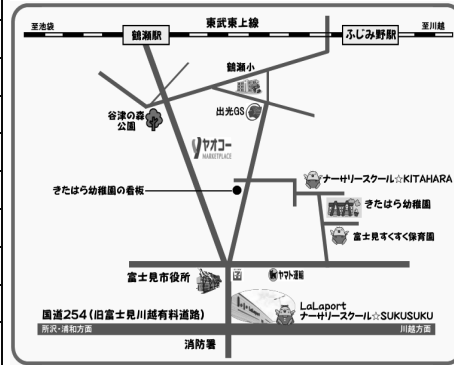 至池袋
東武東上線
至川越
鶴瀬駅
ふじみ野駅
鶴瀬小
谷津の森
公園
出光GS
ヤオコー
MARKETPLACE
ナーサリースクール☆KITAHARA
きたはら幼稚園の看板
きたはら幼稚園
富士見すくすく保育園
富士見市役所
ヤマト運輸
LaLaport
ナーサリースクール☆SUKUSUKU
国道254(旧富士見川越有料道路)
所沢・浦和方面
川越方面
消防署